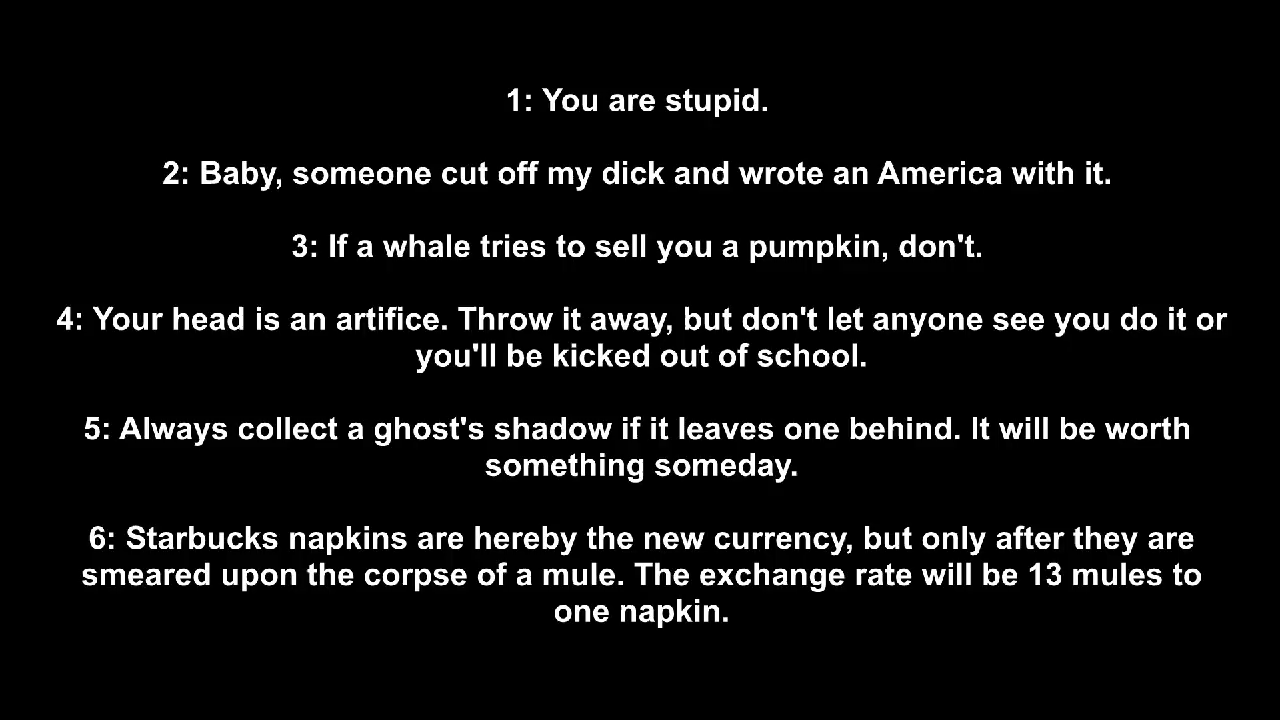 1: You are stupid.
2: Baby, someone cut off my dick and wrote an America with it.
3: If a whale tries to sell you a pumpkin, don't.
4: Your head is an artifice. Throw it away, but don't let anyone see you do it or
you'll be kicked out of school.
5: Always collect a ghost's shadow if it leaves one behind. It will be worth
something someday.
6: Starbucks napkins are hereby the new currency, but only after they are
smeared upon the corpse of a mule. The exchange rate will be 13 mules to
one napkin.